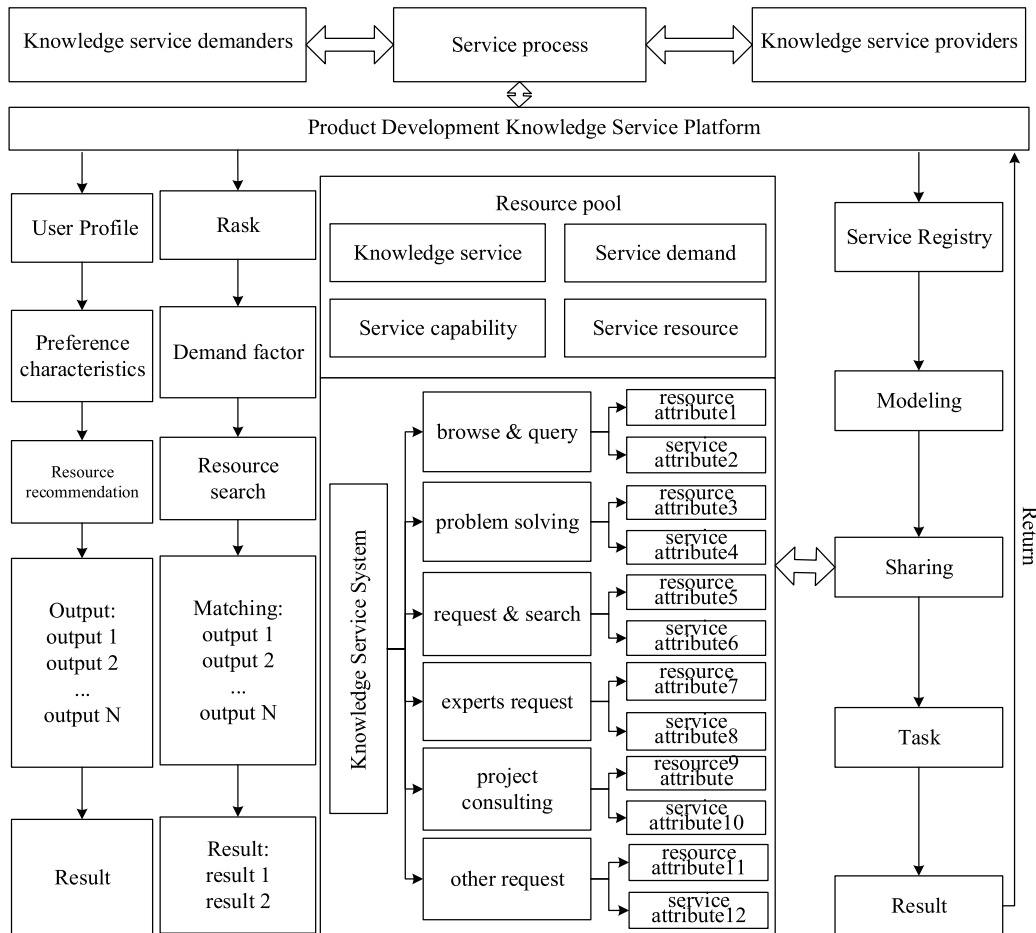 Knowledge service demanders
Service process
Knowledge service providers
Product Development Knowledge Service Platform
User Profile
Preference
characteristics
Resource
recommendation
Output:
output 1
output 2
...
output N
Result
Rask
Demand factor
Resource
search
Matching:
output 1
output 2
...
output N
Result:
result 1
result 2
Resource pool
Knowledge service
Service demand
Service capability
Service resource
Knowledge Service System
browse & query
resource
attribute1
service
attribute2
problem solving
resource
attribute3
service
attribute4
request & search
resource
attribute5
service
attribute6
experts request
resource
attribute7
service
attribute8
project
consulting
resource9
attribute
service
attribute10
other request
resource
attribute11
service
attribute12
Service Registry
Modeling
Sharing
Task
Result
Return